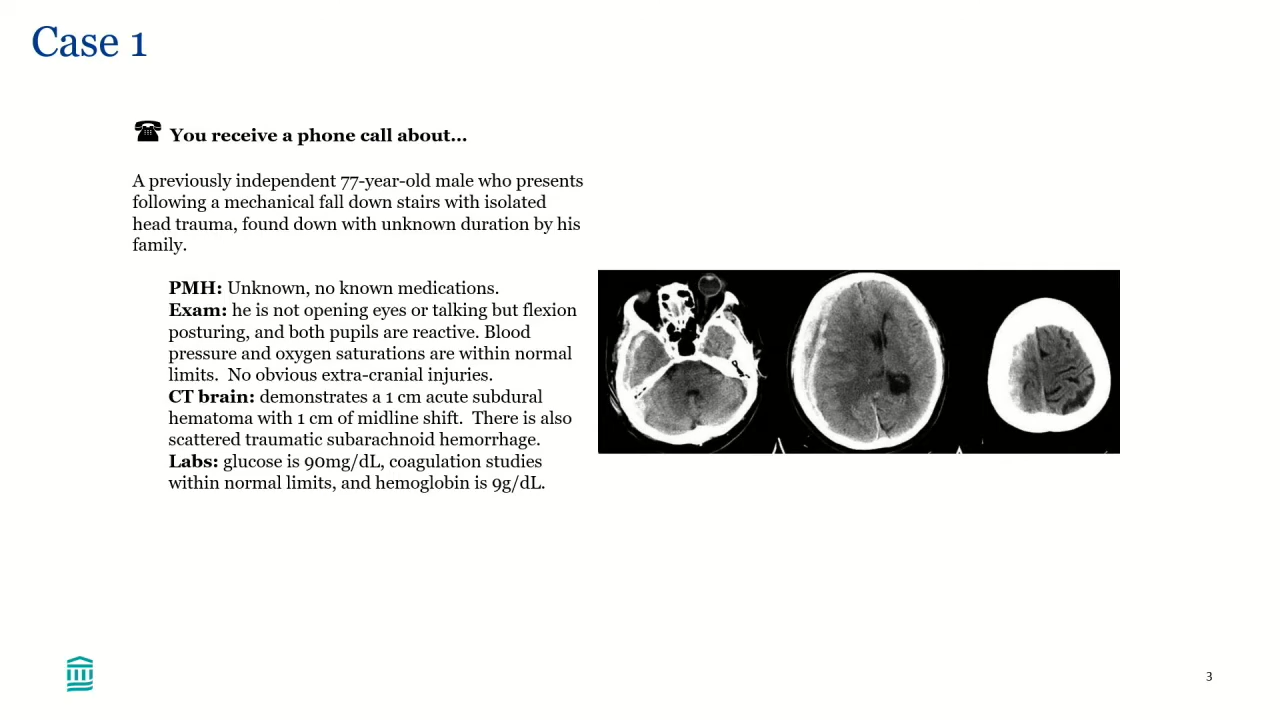 Case 1
☎ You receive a phone call about...
A previously independent 77-year-old male who presents
following a mechanical fall down stairs with isolated
head trauma, found down with unknown duration by his
family.
PMH: Unknown, no known medications.
Exam: he is not opening eyes or talking but flexion
posturing, and both pupils are reactive. Blood
pressure and oxygen saturations are within normal
limits.  No obvious extra-cranial injuries.
CT brain: demonstrates a 1 cm acute subdural
hematoma with 1 cm of midline shift.  There is also
scattered traumatic subarachnoid hemorrhage.
Labs: glucose is 90mg/dL, coagulation studies
within normal limits, and hemoglobin is 9g/dL.
3